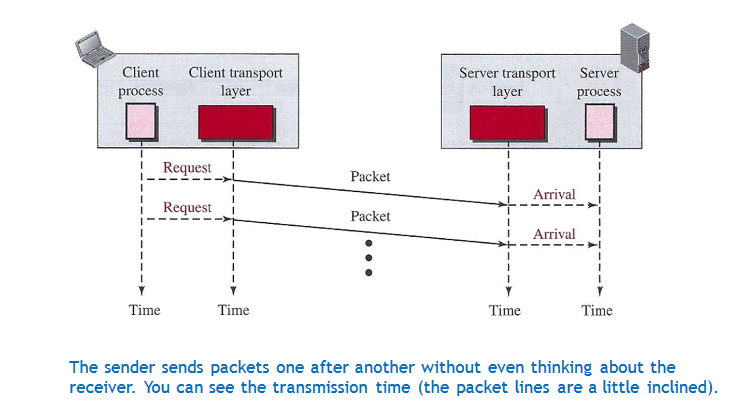 Client Client transport
process layer
Server transport Server
layer process
Request
Packet
Arrival
Request
Packet
Arrival
Time Time Time Time
The sender sends packets one after another without even thinking about the
receiver. You can see the transmission time (the packet lines are a little inclined).